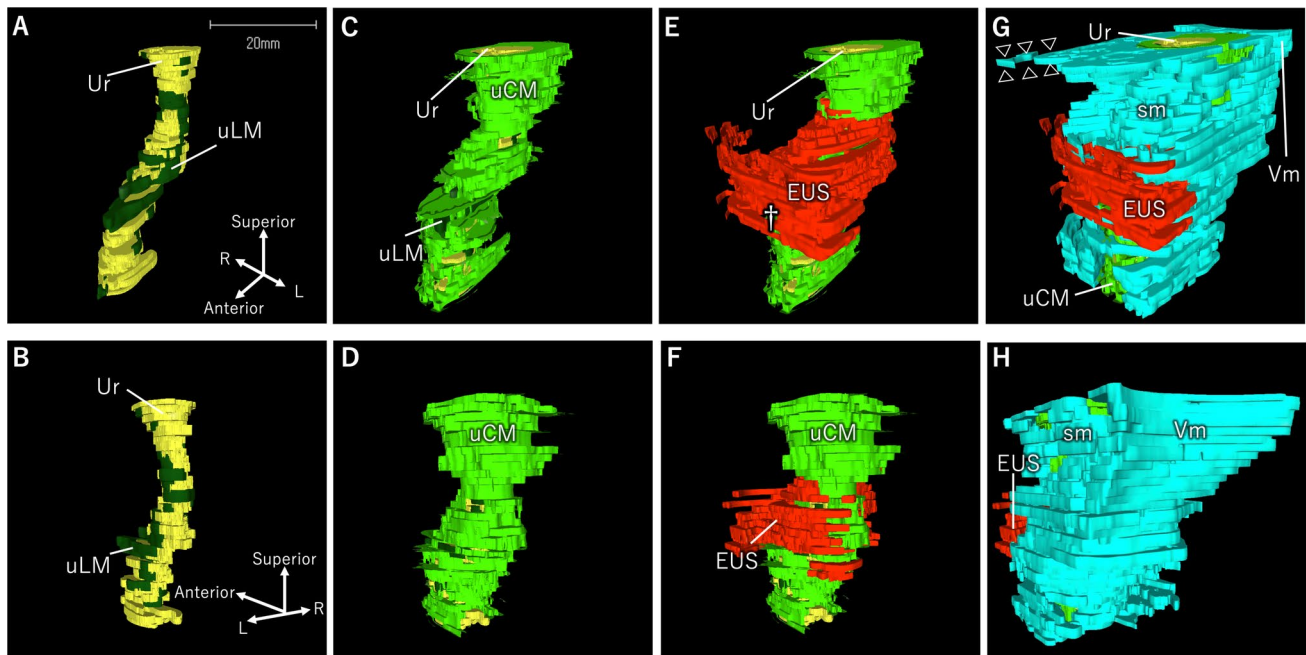 A
20mm
Ur
uLM
Superior
R
L
Anterior
C
Ur
uCM
uLM
E
Ur
EUS
†
G
Ur
sm
Vm
EUS
uCM
B
Ur
uLM
Superior
Anterior
R
L
D
uCM
F
uCM
EUS
H
sm
Vm
EUS